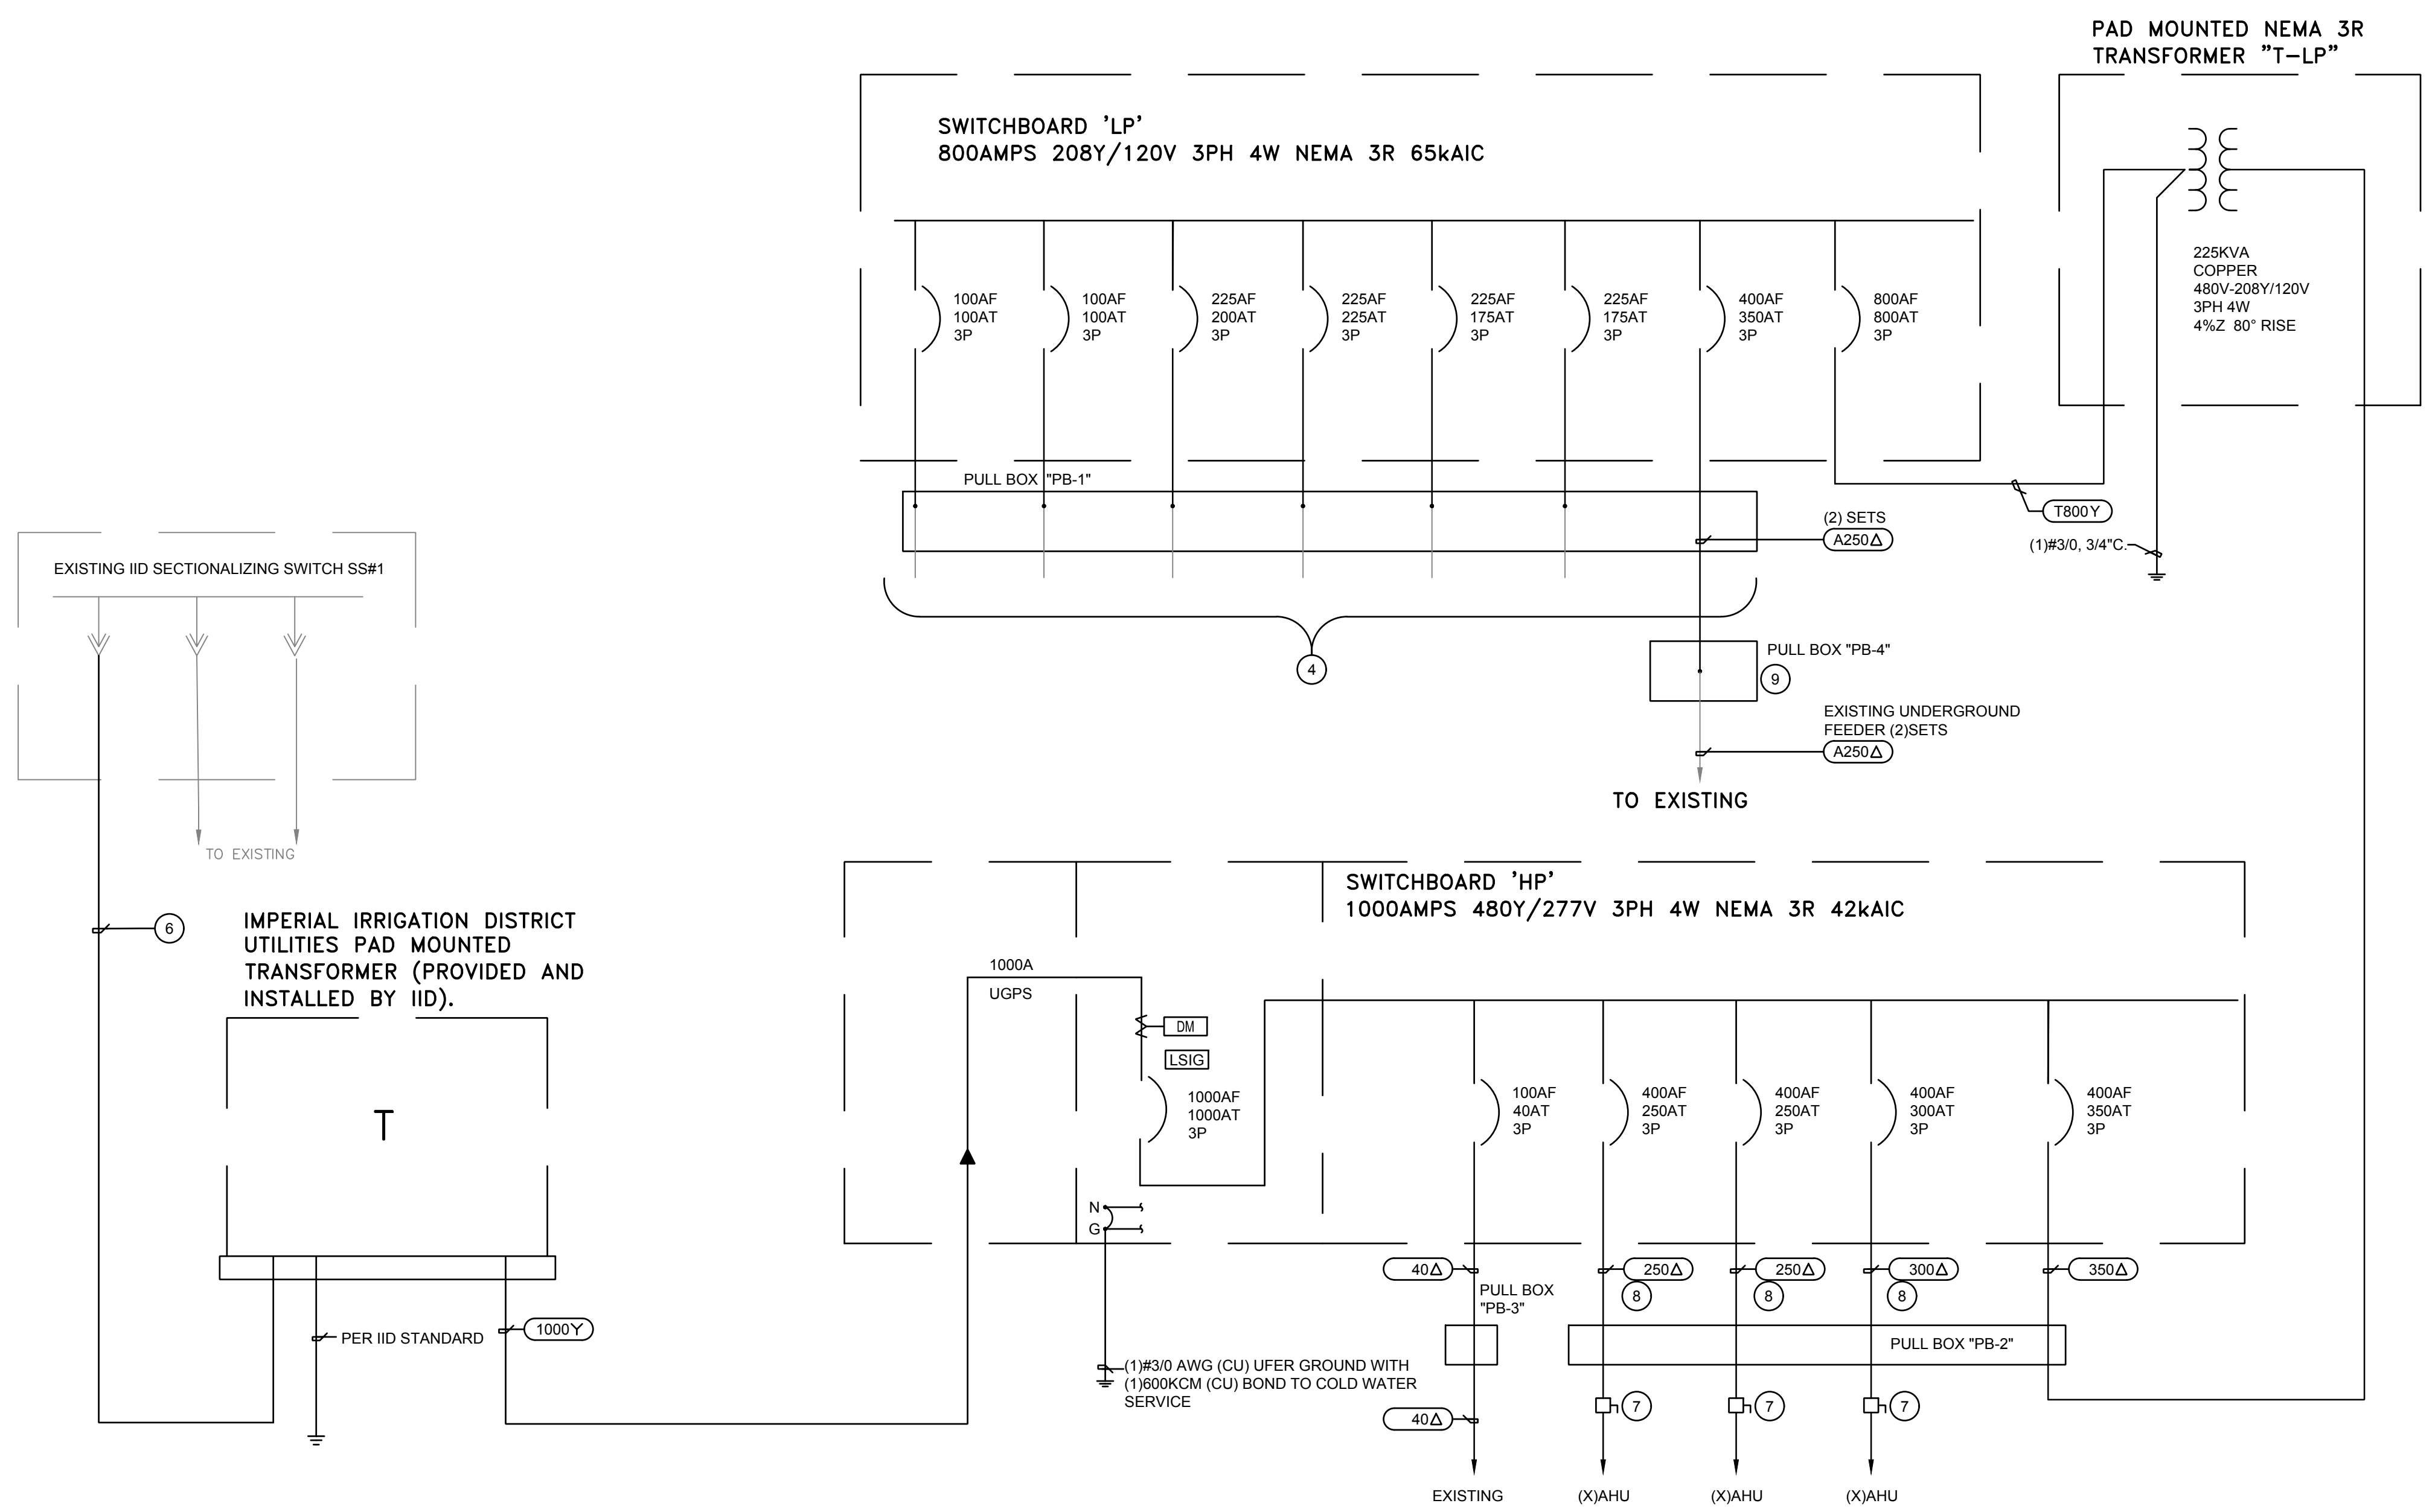 PAD MOUNTED NEMA 3R
TRANSFORMER "T-LP"
SWITCHBOARD 'LP'
800AMPS 208Y/120V 3PH 4W NEMA 3R 65kAIC
225KVA
COPPER
480V-208Y/120V
3PH 4W
4%Z 80° RISE
100AF
100AT
3P
100AF
100AT
3P
225AF
200AT
3P
225AF
225AT
3P
225AF
175AT
3P
225AF
175AT
3P
400AF
350AT
3P
800AF
800AT
3P
PULL BOX "PB-1"
(2) SETS
A250Δ
T800Y
(1)#3/0, 3/4"C.
EXISTING IID SECTIONALIZING SWITCH SS#1
4
PULL BOX "PB-4"
9
EXISTING UNDERGROUND
FEEDER (2)SETS
A250Δ
TO EXISTING
TO EXISTING
6
IMPERIAL IRRIGATION DISTRICT
UTILITIES PAD MOUNTED
TRANSFORMER (PROVIDED AND
INSTALLED BY IID).
T
PER IID STANDARD
1000Y
SWITCHBOARD 'HP'
1000AMPS 480Y/277V 3PH 4W NEMA 3R 42kAIC
1000A
UGPS
DM
LSIG
1000AF
1000AT
3P
N
G
100AF
40AT
3P
400AF
250AT
3P
400AF
250AT
3P
400AF
300AT
3P
400AF
350AT
3P
40Δ
250Δ
250Δ
300Δ
350Δ
8
8
8
PULL BOX
"PB-3"
PULL BOX "PB-2"
(1)#3/0 AWG (CU) UFER GROUND WITH
(1)600KCM (CU) BOND TO COLD WATER
SERVICE
7
7
7
40Δ
EXISTING
(X)AHU
(X)AHU
(X)AHU